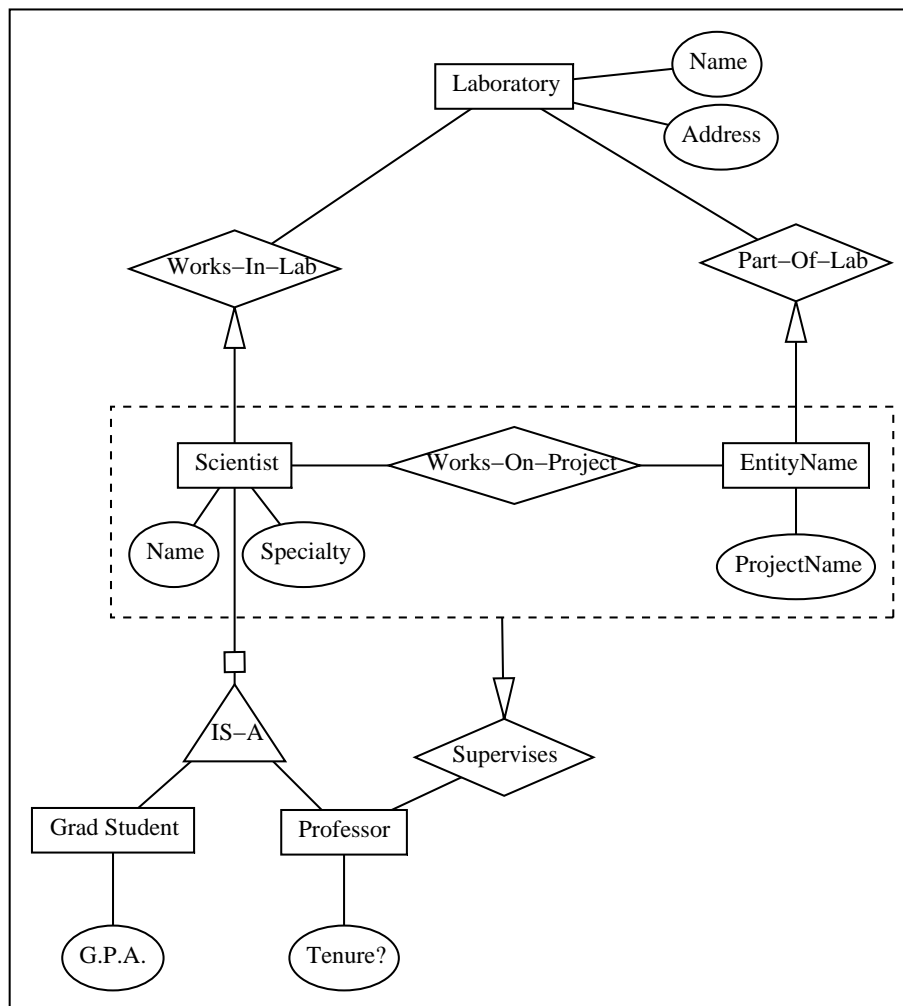 Name
Laboratory
Address
Works−In−Lab
Part−Of−Lab
Scientist
Works−On−Project
EntityName
Name
Specialty
ProjectName
IS−A
Supervises
Grad Student
Professor
G.P.A.
Tenure?